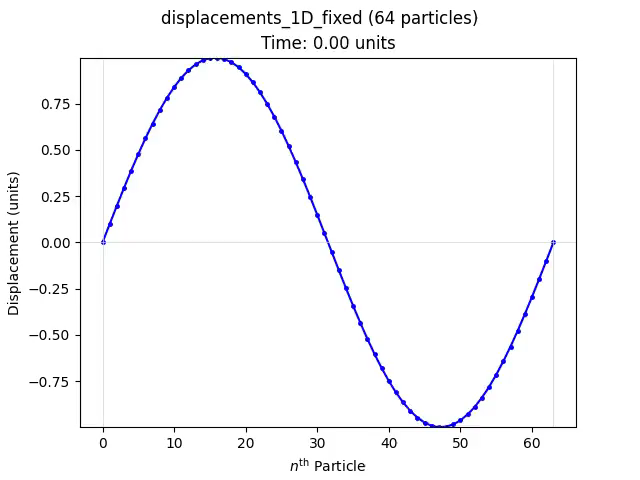 displacements_1D_fixed (64 particles)
Time: 0.00 units
0.75
0.50
0.25
0.00
−0.25
−0.50
−0.75
Displacement (units)
0 10 20 30 40 50 60
nth Particle